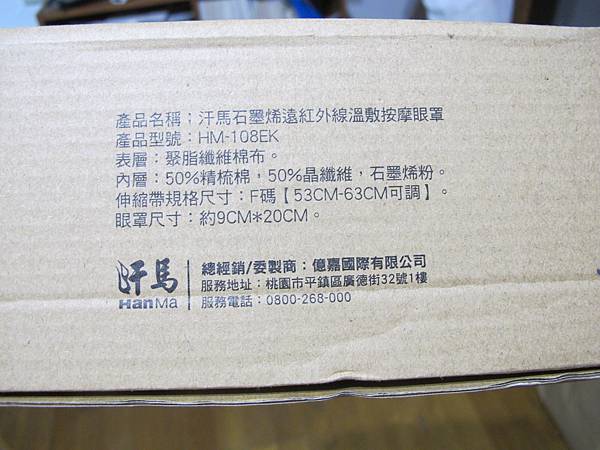 產品名稱：汗馬石墨烯遠紅外線溫敷按摩眼罩
產品型號：HM-108EK
表層：聚脂纖維棉布。
內層：50%精梳棉，50%晶纖維，石墨烯粉。
伸縮帶規格尺寸：F碼【53CM-63CM可調】。
眼罩尺寸：約9CM*20CM。
汗馬
HanMa
總經銷/委製商：億嘉國際有限公司
服務地址：桃園市平鎮區廣德街32號1樓
服務電話：0800-268-000